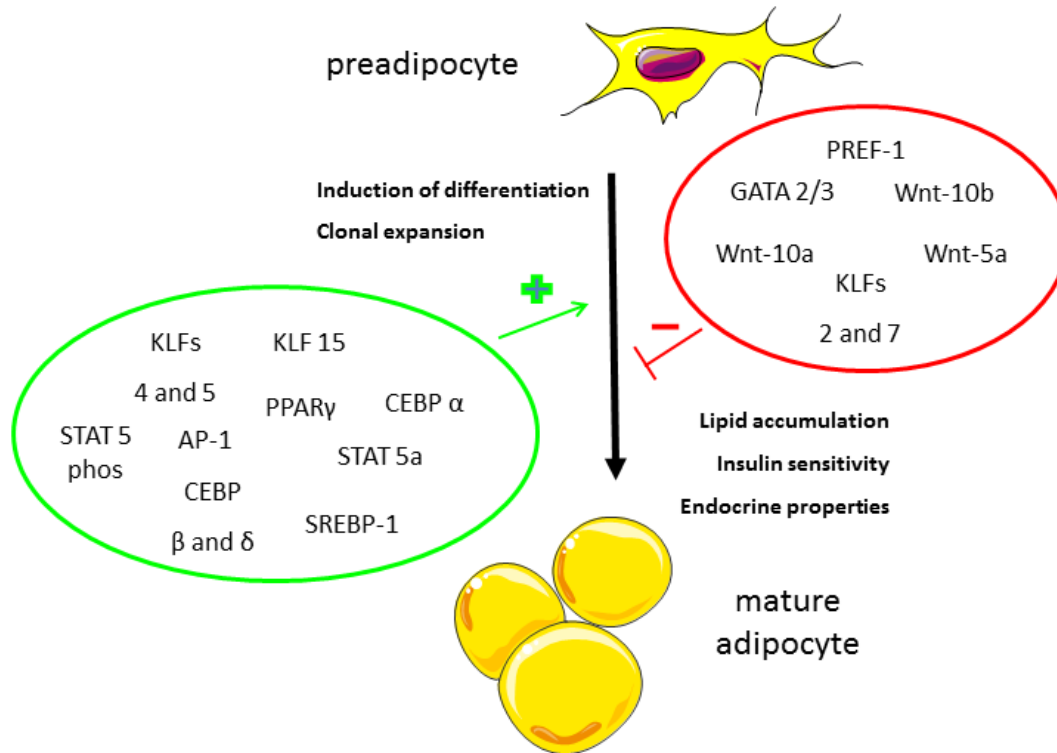 preadipocyte
PREF-1
GATA 2/3
Wnt-10b
Wnt-10a
Wnt-5a
KLFs
2 and 7
Induction of differentiation
Clonal expansion
+
−
KLFs
4 and 5
KLF 15
PPARγ
CEBP α
STAT 5
phos
AP-1
STAT 5a
CEBP
β and δ
SREBP-1
Lipid accumulation
Insulin sensitivity
Endocrine properties
mature
adipocyte